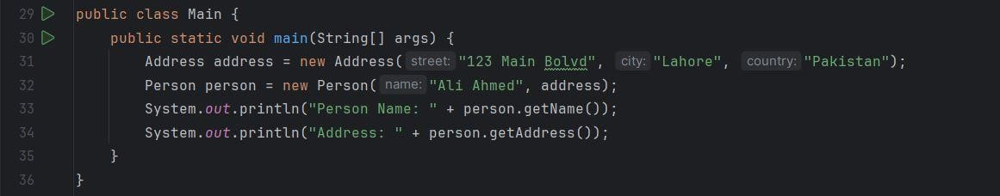 29 public class Main {
30 public static void main(String[] args) {
31 Address address = new Address( street: "123 Main Bolvd", city: "Lahore", country: "Pakistan");
32 Person person = new Person( name: "Ali Ahmed", address);
33 System.out.println("Person Name: " + person.getName());
34 System.out.println("Address: " + person.getAddress());
35 }
36 }